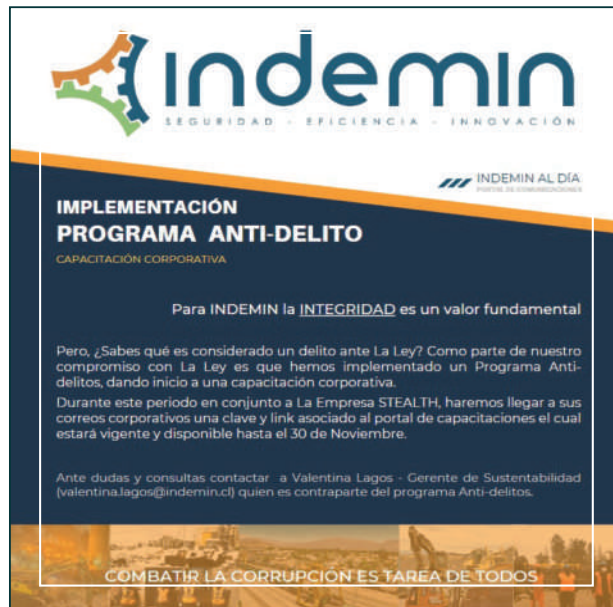 indemin
SEGURIDAD - EFICIENCIA - INNOVACIÓN
INDEMIN AL DÍA
PORTAL DE COMUNICACIONES
IMPLEMENTACIÓN
PROGRAMA ANTI-DELITO
CAPACITACIÓN CORPORATIVA
Para INDEMIN la INTEGRIDAD es un valor fundamental
Pero, ¿Sabes qué es considerado un delito ante La Ley? Como parte de nuestro
compromiso con La Ley es que hemos implementado un Programa Anti-
delitos, dando inicio a una capacitación corporativa.
Durante este periodo en conjunto a La Empresa STEALTH, haremos llegar a sus
correos corporativos una clave y link asociado al portal de capacitaciones el cual
estará vigente y disponible hasta el 30 de Noviembre.
Ante dudas y consultas contactar a Valentina Lagos - Gerente de Sustentabilidad
(valentina.lagos@indemin.cl) quien es contraparte del programa Anti-delitos.
COMBATIR LA CORRUPCIÓN ES TAREA DE TODOS